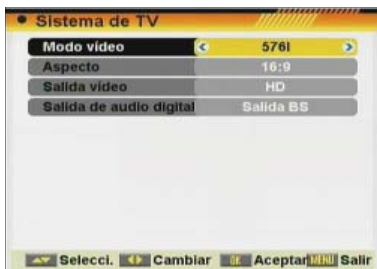 Sistema de TV
Modo vídeo 576I
Aspecto 16:9
Salida vídeo HD
Salida de audio digital Salida BS
Selecci. Cambiar OK Aceptar MENU Salir